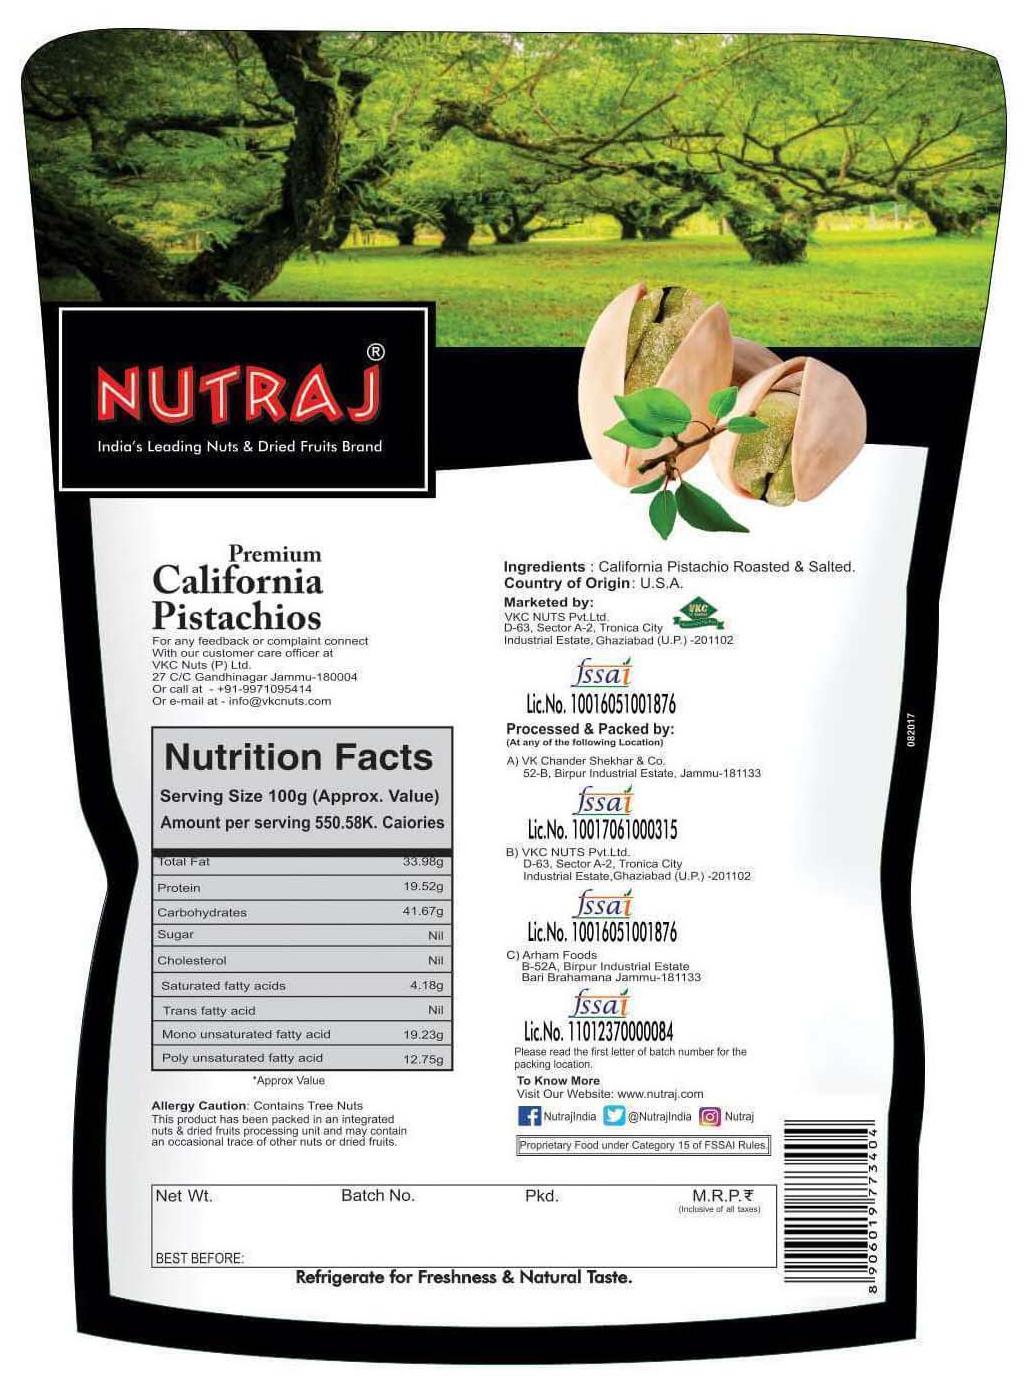 NUTRAJ®
India's Leading Nuts & Dried Fruits Brand
Premium
California
Pistachios
For any feedback or complaint connect
With our customer care officer at
VKC Nuts (P) Ltd.
27 C/C Gandhinagar Jammu-180004
Or call at - +91-9971095414
Or e-mail at - info@vkcnuts.com
Nutrition Facts
Serving Size 100g (Approx. Value)
Amount per serving 550.58K. Caiories
Total Fat 33.98g
Protein 19.52g
Carbohydrates 41.67g
Sugar Nil
Cholesterol Nil
Saturated fatty acids 4.18g
Trans fatty acid Nil
Mono unsaturated fatty acid 19.23g
Poly unsaturated fatty acid 12.75g
*Approx Value
Allergy Caution: Contains Tree Nuts
This product has been packed in an integrated
nuts & dried fruits processing unit and may contain
an occasional trace of other nuts or dried fruits.
Ingredients : California Pistachio Roasted & Salted.
Country of Origin: U.S.A.
Marketed by:
VKC NUTS Pvt.Ltd.
D-63, Sector A-2, Tronica City
Industrial Estate, Ghaziabad (U.P.) -201102
VKC
fssai
Lic.No. 10016051001876
Processed & Packed by:
(At any of the following Location)
A) VK Chander Shekhar & Co.
52-B, Birpur Industrial Estate, Jammu-181133
fssai
Lic.No. 10017061000315
B) VKC NUTS Pvt.Ltd.
D-63, Sector A-2, Tronica City
Industrial Estate,Ghaziabad (U.P.) -201102
fssai
Lic.No. 10016051001876
C) Arham Foods
B-52A, Birpur Industrial Estate
Bari Brahamana Jammu-181133
fssai
Lic.No. 11012370000084
Please read the first letter of batch number for the
packing location.
To Know More
Visit Our Website: www.nutraj.com
NutrajIndia @NutrajIndia Nutraj
Proprietary Food under Category 15 of FSSAI Rules.
082017
Net Wt. Batch No. Pkd. M.R.P.₹
(Inclusive of all taxes)
BEST BEFORE:
Refrigerate for Freshness & Natural Taste.
8 906019 773404